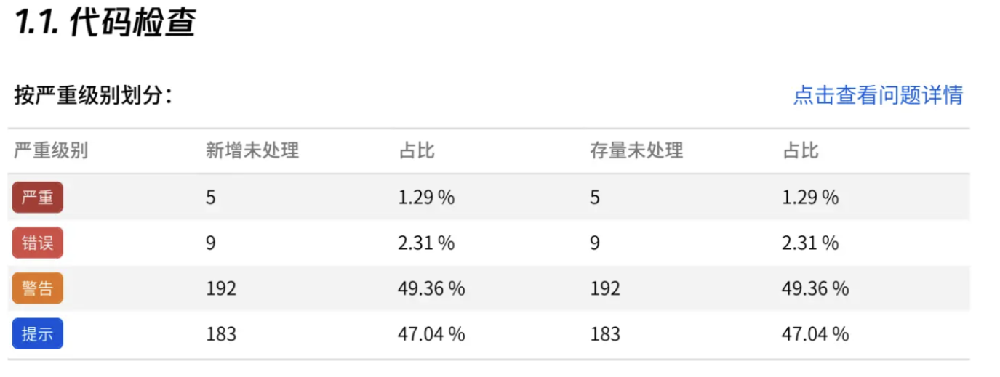 1.1. 代码检查
按严重级别划分： 点击查看问题详情
严重级别 新增未处理 占比 存量未处理 占比
严重 5 1.29 % 5 1.29 %
错误 9 2.31 % 9 2.31 %
警告 192 49.36 % 192 49.36 %
提示 183 47.04 % 183 47.04 %